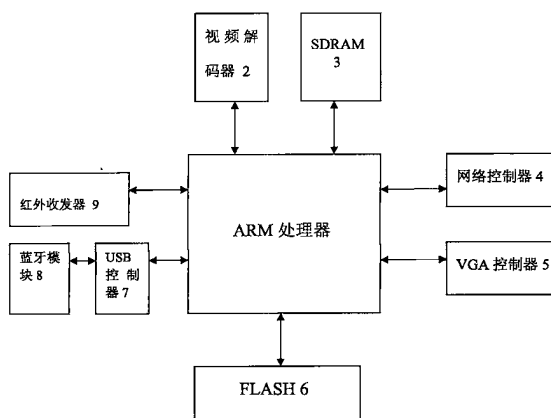 视频解
码器 2
SDRAM
3
红外收发器 9
ARM 处理器
网络控制器 4
蓝牙模
块 8
USB
控制
器 7
VGA 控制器 5
FLASH 6